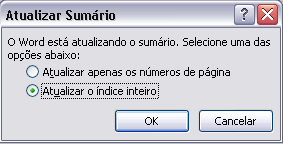 Atualizar Sumário
O Word está atualizando o sumário. Selecione uma das
opções abaixo:
Atualizar apenas os números de página
Atualizar o índice inteiro
OK
Cancelar